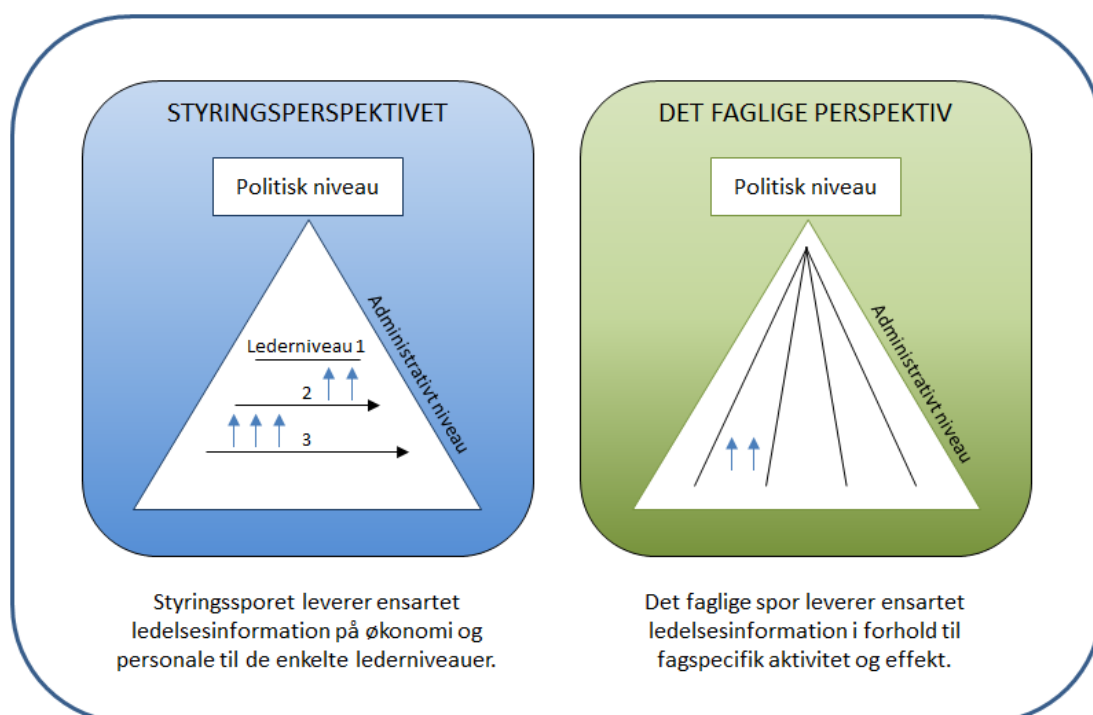 STYRINGSPERSPEKTIVET
Politisk niveau
Administrativt niveau
Lederniveau 1
2
3
Styringssporet leverer ensartet
ledelsesinformation på økonomi og
personale til de enkelte lederniveauer.
DET FAGLIGE PERSPEKTIV
Politisk niveau
Administrativt niveau
Det faglige spor leverer ensartet
ledelsesinformation i forhold til
fagspecifik aktivitet og effekt.